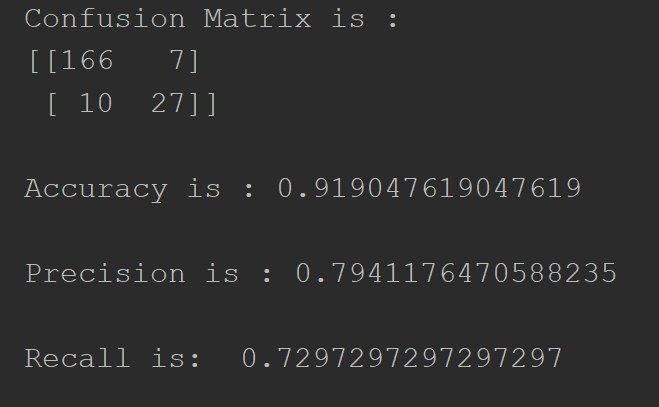 Confusion Matrix is :
[[166   7]
 [ 10  27]]
Accuracy is : 0.919047619047619
Precision is : 0.7941176470588235
Recall is:  0.7297297297297297